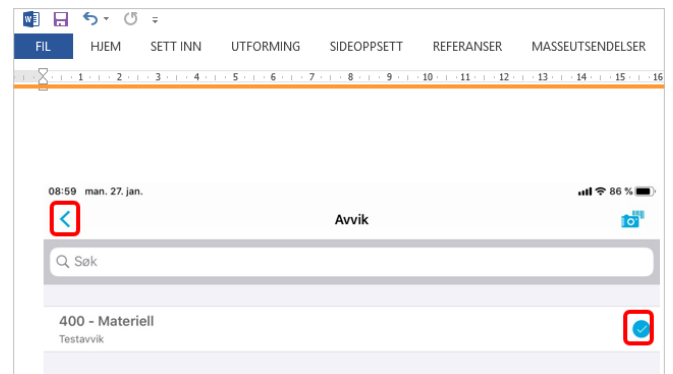 FIL HJEM SETT INN UTFORMING SIDEOPPSETT REFERANSER MASSEUTSENDELSER
1 2 3 4 5 6 7 8 9 10 11 12 13 14 15 16
08:59 man. 27. jan. 86 %
Avvik
Søk
400 - Materiell
Testavvik